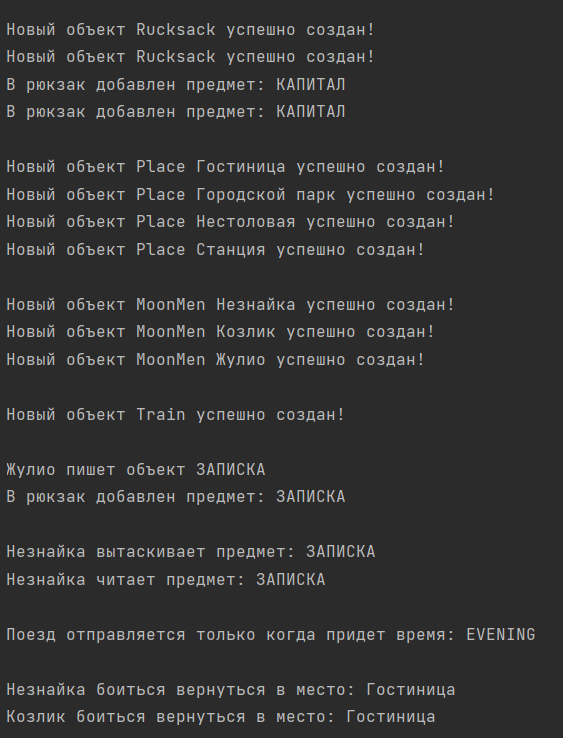 Новый объект Rucksack успешно создан!
Новый объект Rucksack успешно создан!
В рюкзак добавлен предмет: КАПИТАЛ
В рюкзак добавлен предмет: КАПИТАЛ
Новый объект Place Гостиница успешно создан!
Новый объект Place Городской парк успешно создан!
Новый объект Place Нестоловая успешно создан!
Новый объект Place Станция успешно создан!
Новый объект MoonMen Незнайка успешно создан!
Новый объект MoonMen Козлик успешно создан!
Новый объект MoonMen Жулио успешно создан!
Новый объект Train успешно создан!
Жулио пишет объект ЗАПИСКА
В рюкзак добавлен предмет: ЗАПИСКА
Незнайка вытаскивает предмет: ЗАПИСКА
Незнайка читает предмет: ЗАПИСКА
Поезд отправляется только когда придет время: EVENING
Незнайка боиться вернуться в место: Гостиница
Козлик боиться вернуться в место: Гостиница